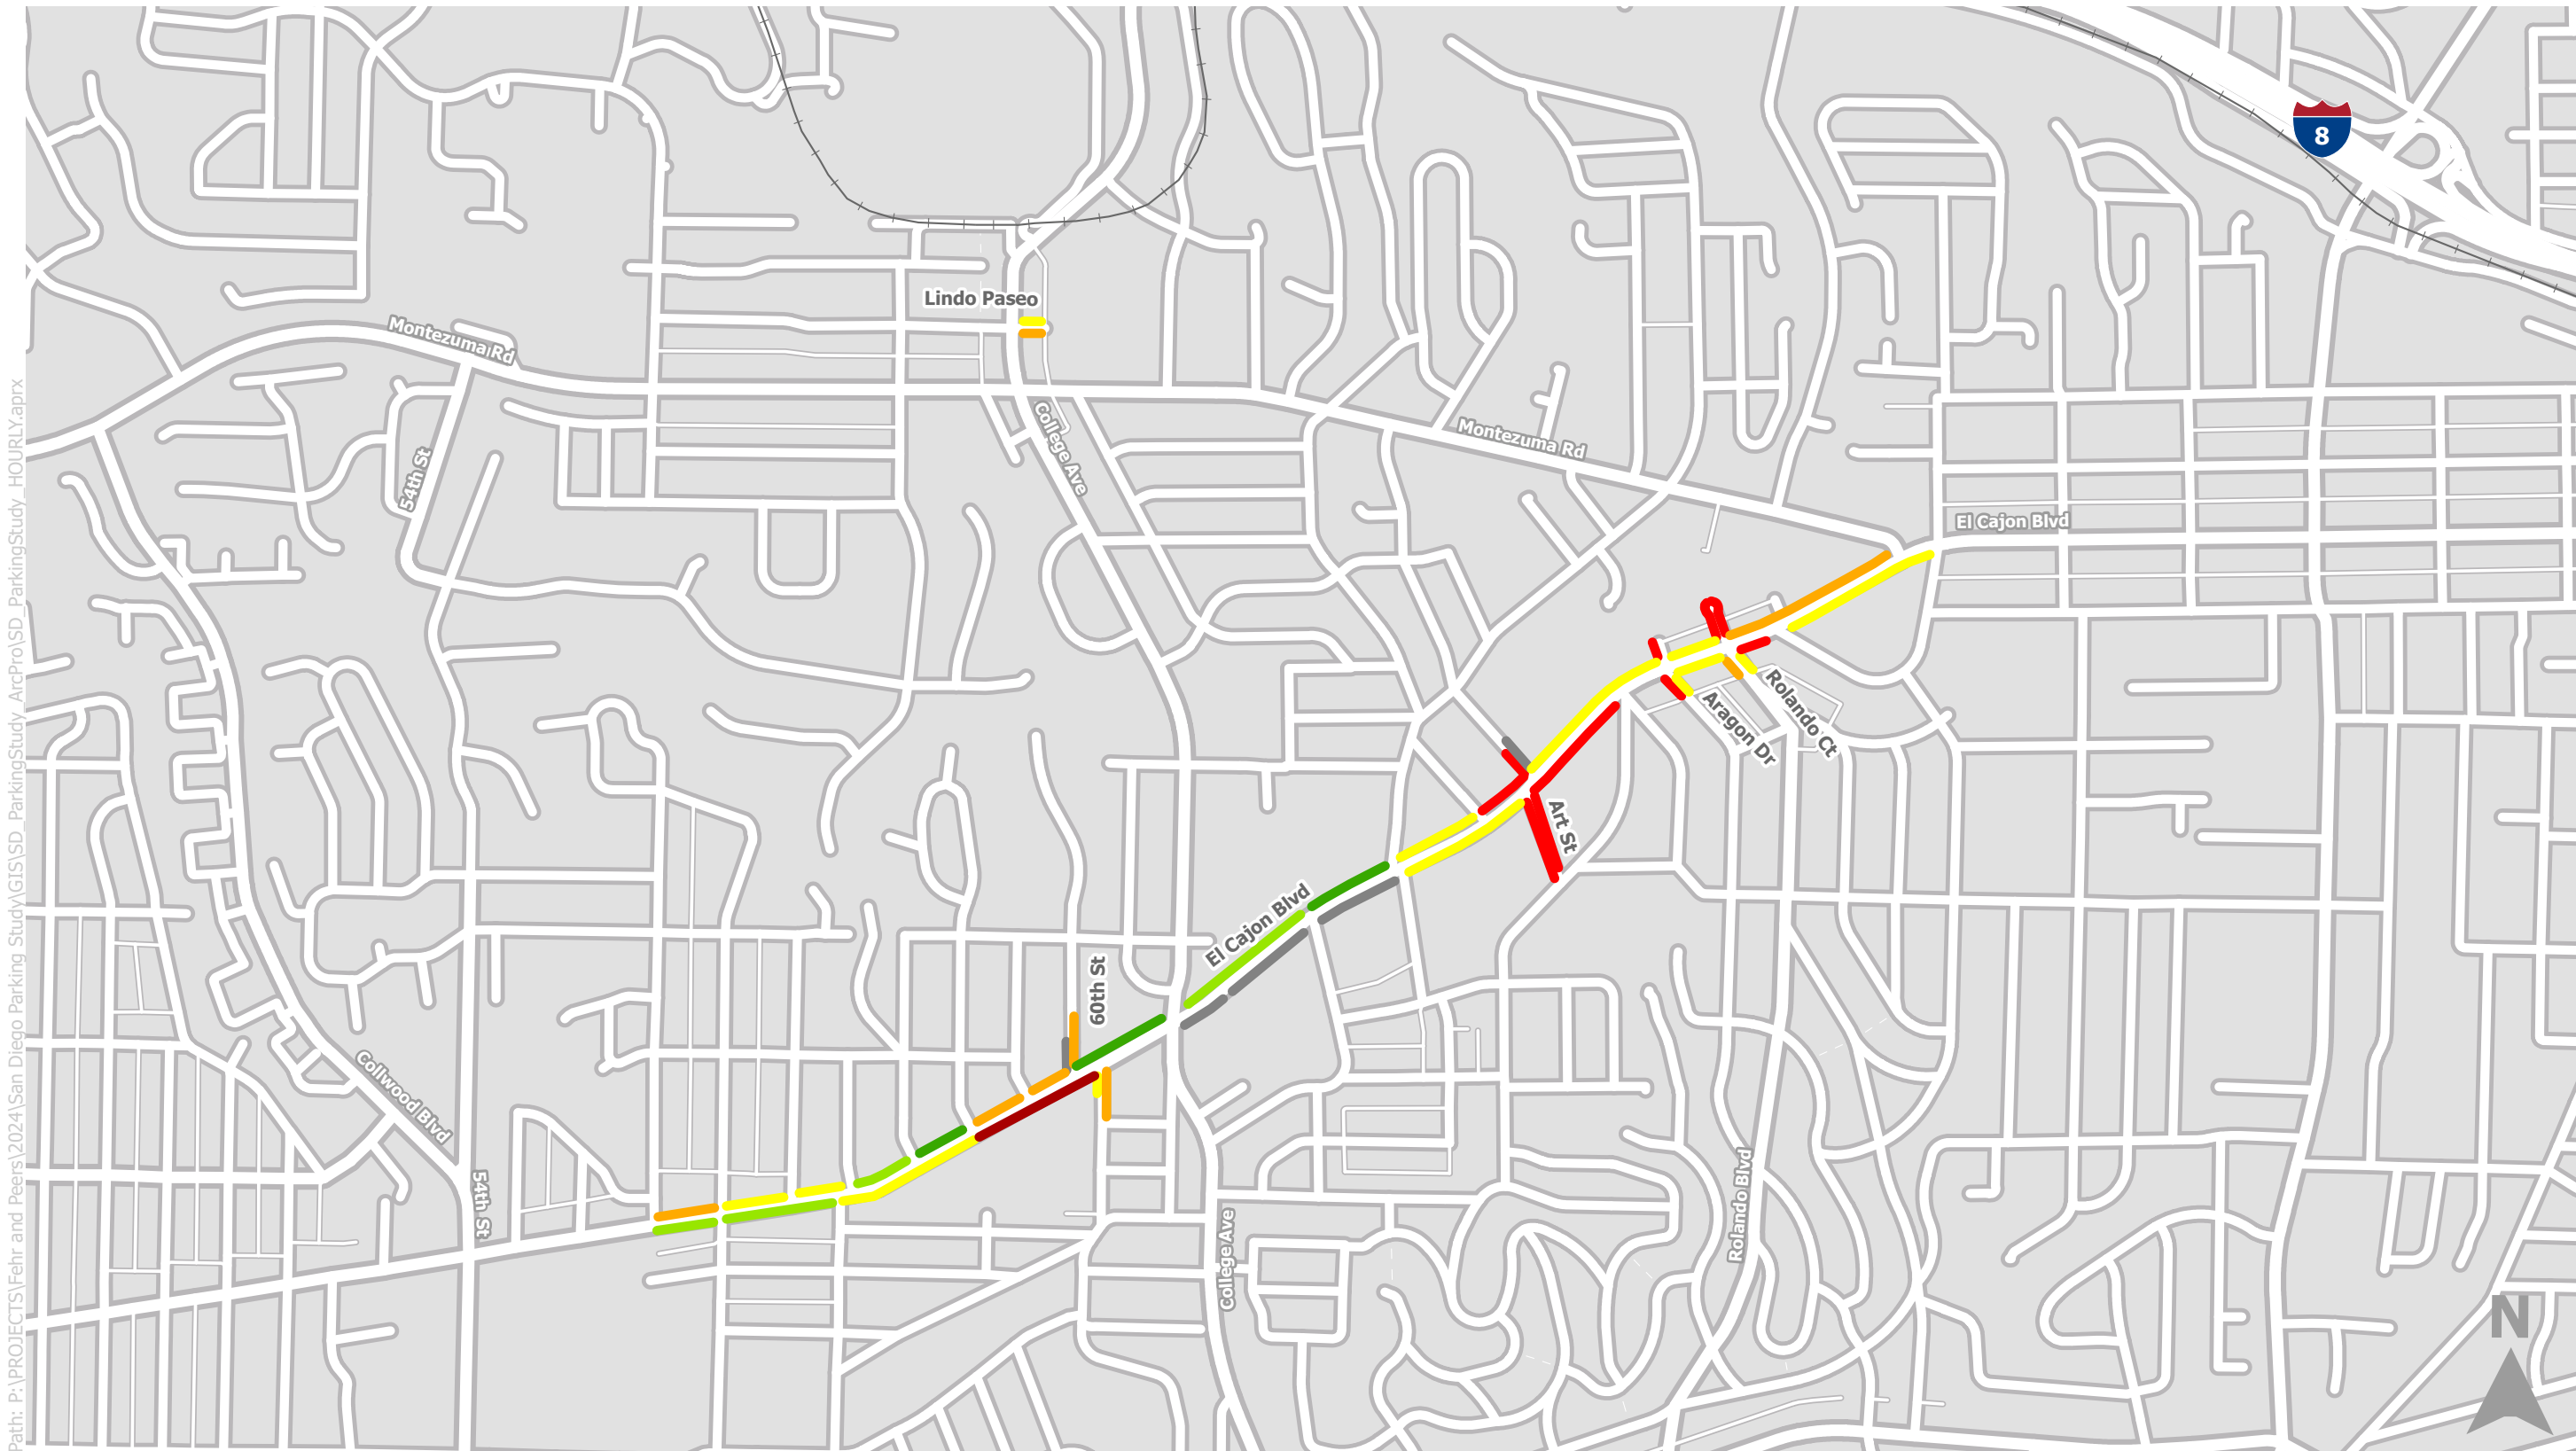 8
Lindo Paseo
Montezuma Rd
College Ave
Montezuma Rd
54th St
El Cajon Blvd
Rolando Ct
Aragon Dr
Art St
El Cajon Blvd
60th St
Collwood Blvd
54th St
College Ave
Rolando Blvd
N
Path: P:\PROJECTS\Fehr and Peers\2024\San Diego Parking Study\GIS\SD_ParkingStudy_ArcPro\SD_ParkingStudy_HOURLY.aprx